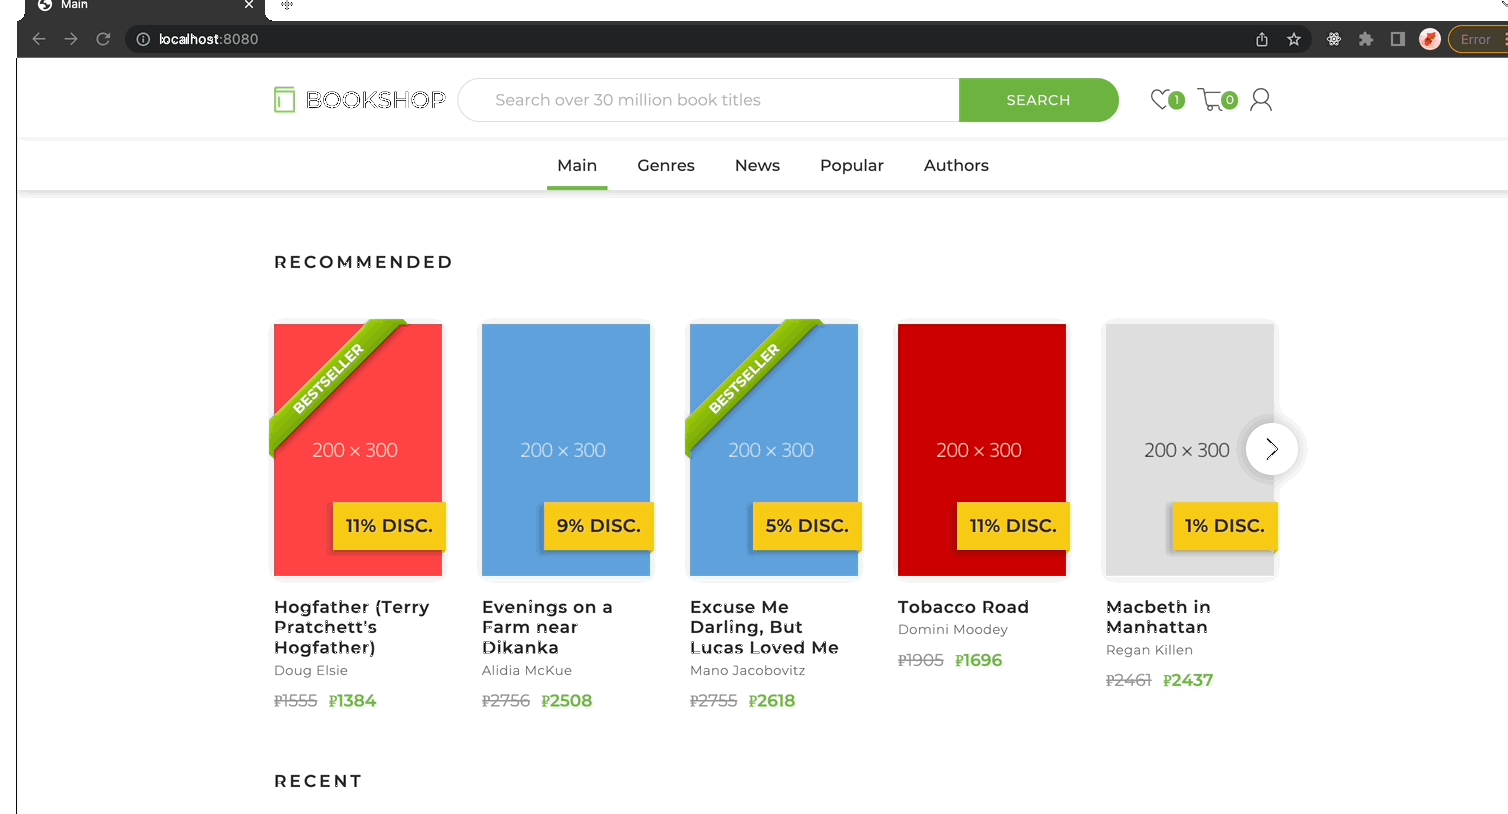 Main
localhost:8080
Error
BOOKSHOP
Search over 30 million book titles
SEARCH
1
0
Main Genres News Popular Authors
RECOMMENDED
BESTSELLER
200 × 300
11% DISC.
Hogfather (Terry
Pratchett's
Hogfather)
Doug Elsie
₽1555 ₽1384
200 × 300
9% DISC.
Evenings on a
Farm near
Dikanka
Alidia McKue
₽2756 ₽2508
BESTSELLER
200 × 300
5% DISC.
Excuse Me
Darling, But
Lucas Loved Me
Mano Jacobovitz
₽2755 ₽2618
200 × 300
11% DISC.
Tobacco Road
Domini Moodey
₽1905 ₽1696
200 × 300
1% DISC.
Macbeth in
Manhattan
Regan Killen
₽2461 ₽2437
RECENT